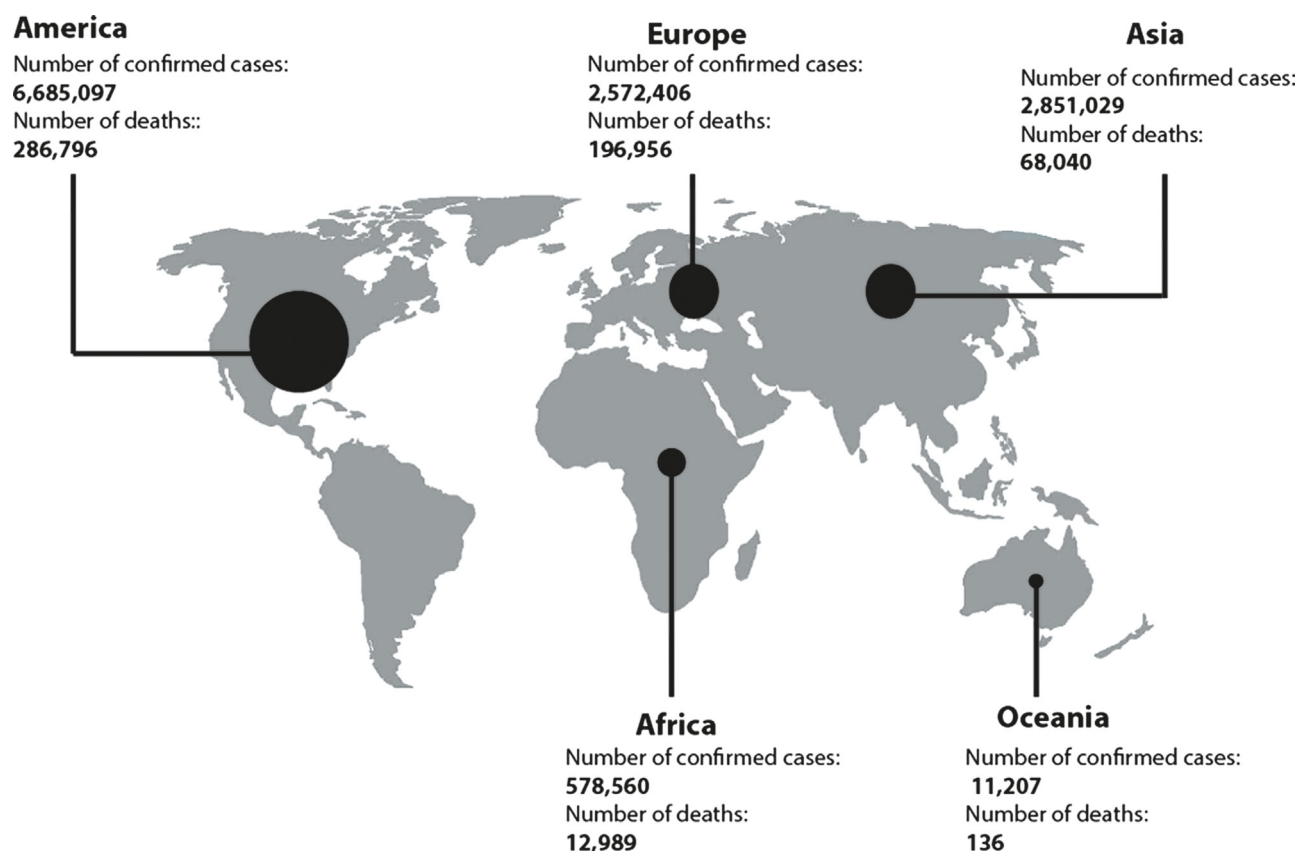 America
Number of confirmed cases:
6,685,097
Number of deaths::
286,796
Europe
Number of confirmed cases:
2,572,406
Number of deaths:
196,956
Asia
Number of confirmed cases:
2,851,029
Number of deaths:
68,040
Africa
Number of confirmed cases:
578,560
Number of deaths:
12,989
Oceania
Number of confirmed cases:
11,207
Number of deaths:
136